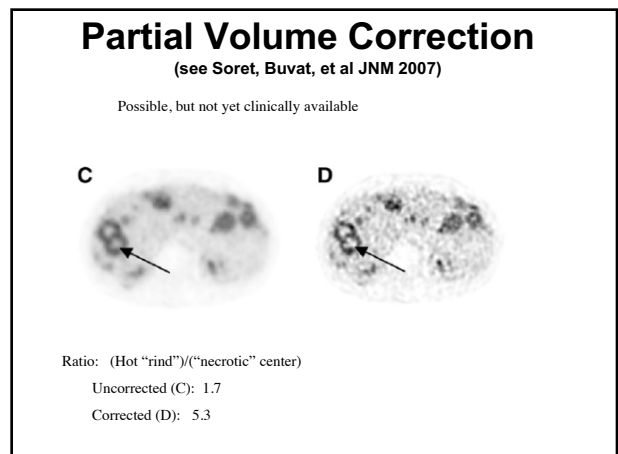 Partial Volume Correction
(see Soret, Buvat, et al JNM 2007)
Possible, but not yet clinically available
C D
Ratio: (Hot “rind”)/(“necrotic” center)
Uncorrected (C): 1.7
Corrected (D): 5.3